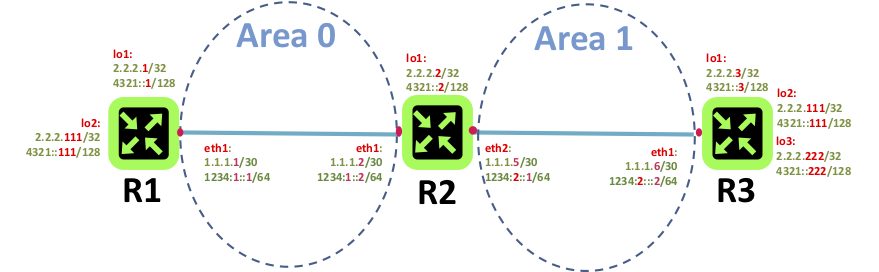 Area 0
Area 1
lo1:
2.2.2.1/32
4321::1/128
lo2:
2.2.2.111/32
4321::111/128
R1
eth1:
1.1.1.1/30
1234:1::1/64
lo1:
2.2.2.2/32
4321::2/128
eth1:
1.1.1.2/30
1234:1::2/64
R2
eth2:
1.1.1.5/30
1234:2::1/64
eth1:
1.1.1.6/30
1234:2:::2/64
lo1:
2.2.2.3/32
4321::3/128
R3
lo2:
2.2.2.111/32
4321::111/128
lo3:
2.2.2.222/32
4321::222/128